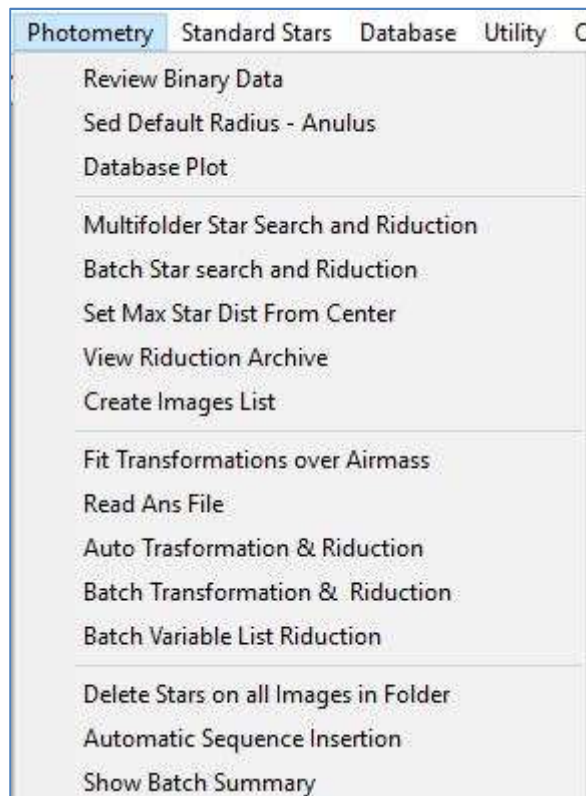 Photometry Standard Stars Database Utility
Review Binary Data
Sed Default Radius - Anulus
Database Plot
Multifolder Star Search and Riduction
Batch Star search and Riduction
Set Max Star Dist From Center
View Riduction Archive
Create Images List
Fit Transformations over Airmass
Read Ans File
Auto Trasformation & Riduction
Batch Transformation & Riduction
Batch Variable List Riduction
Delete Stars on all Images in Folder
Automatic Sequence Insertion
Show Batch Summary